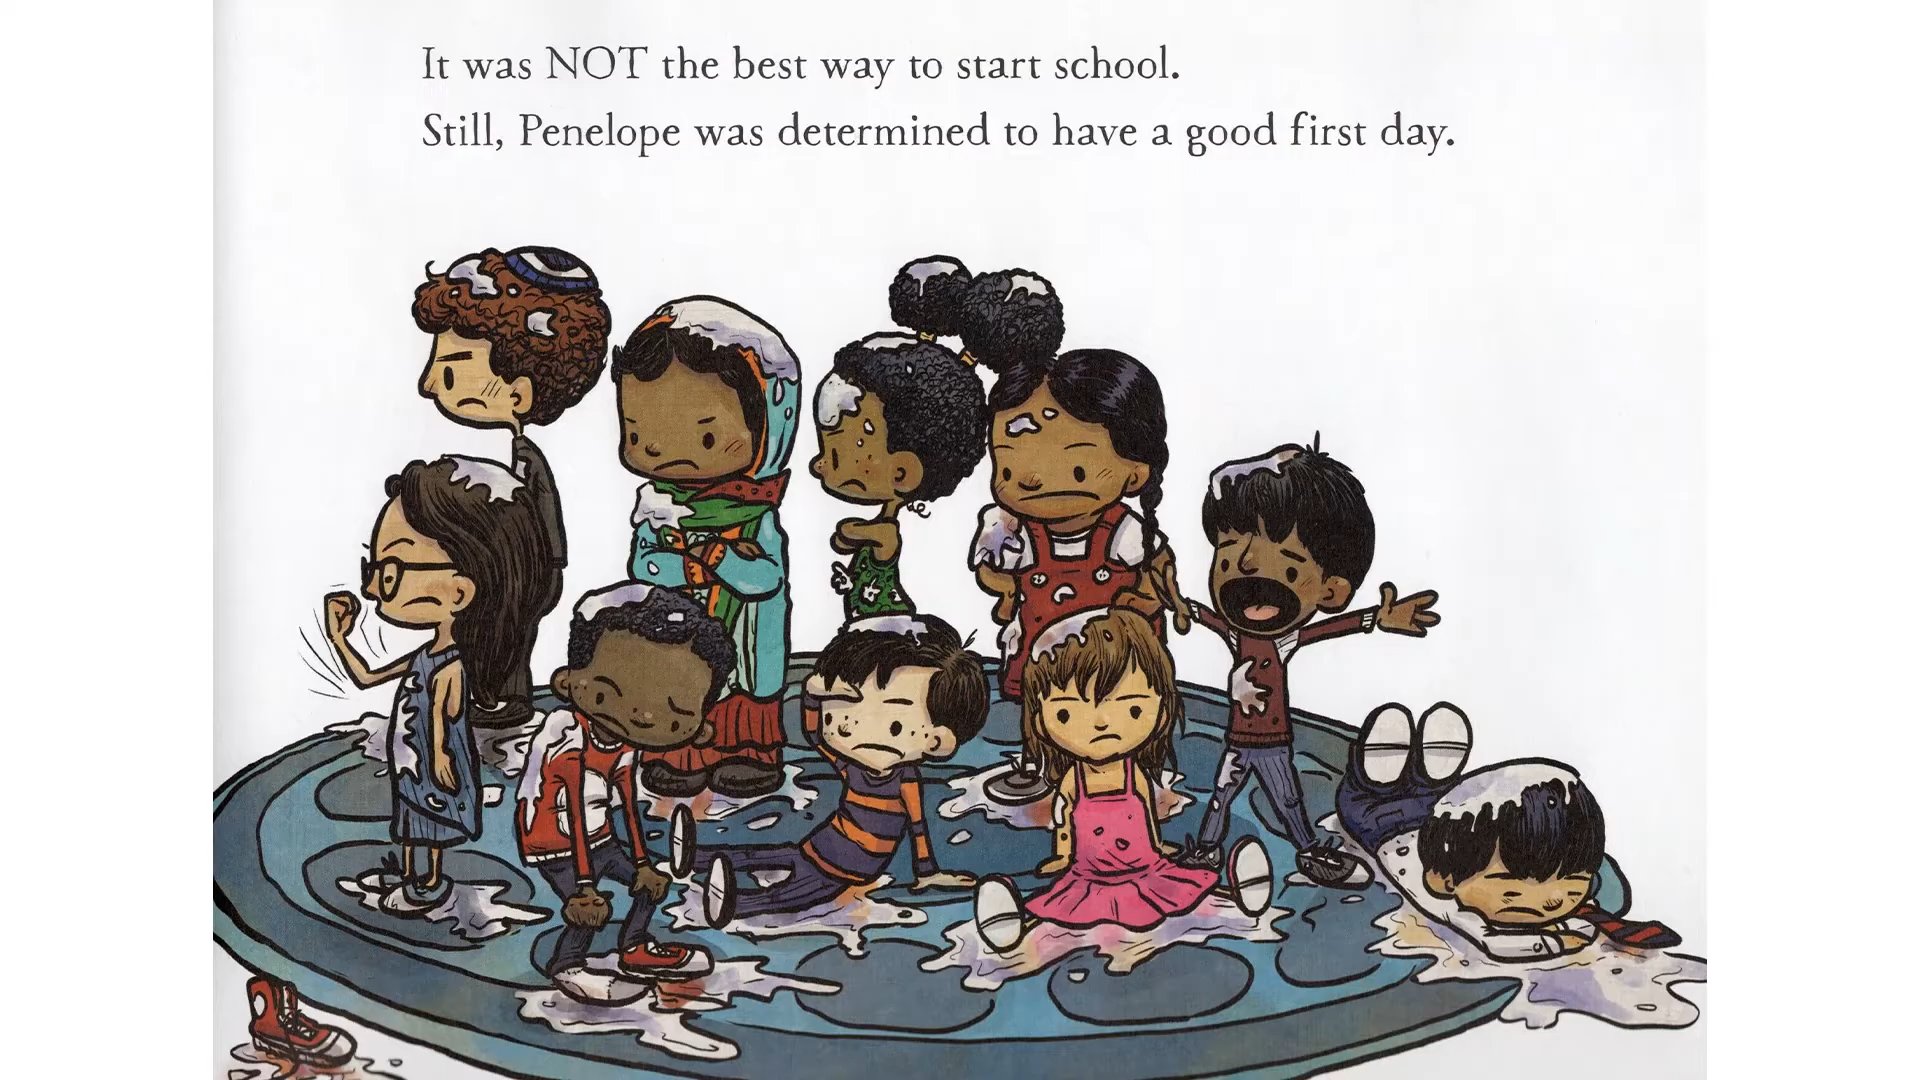 It was NOT the best way to start school.
Still, Penelope was determined to have a good first day.